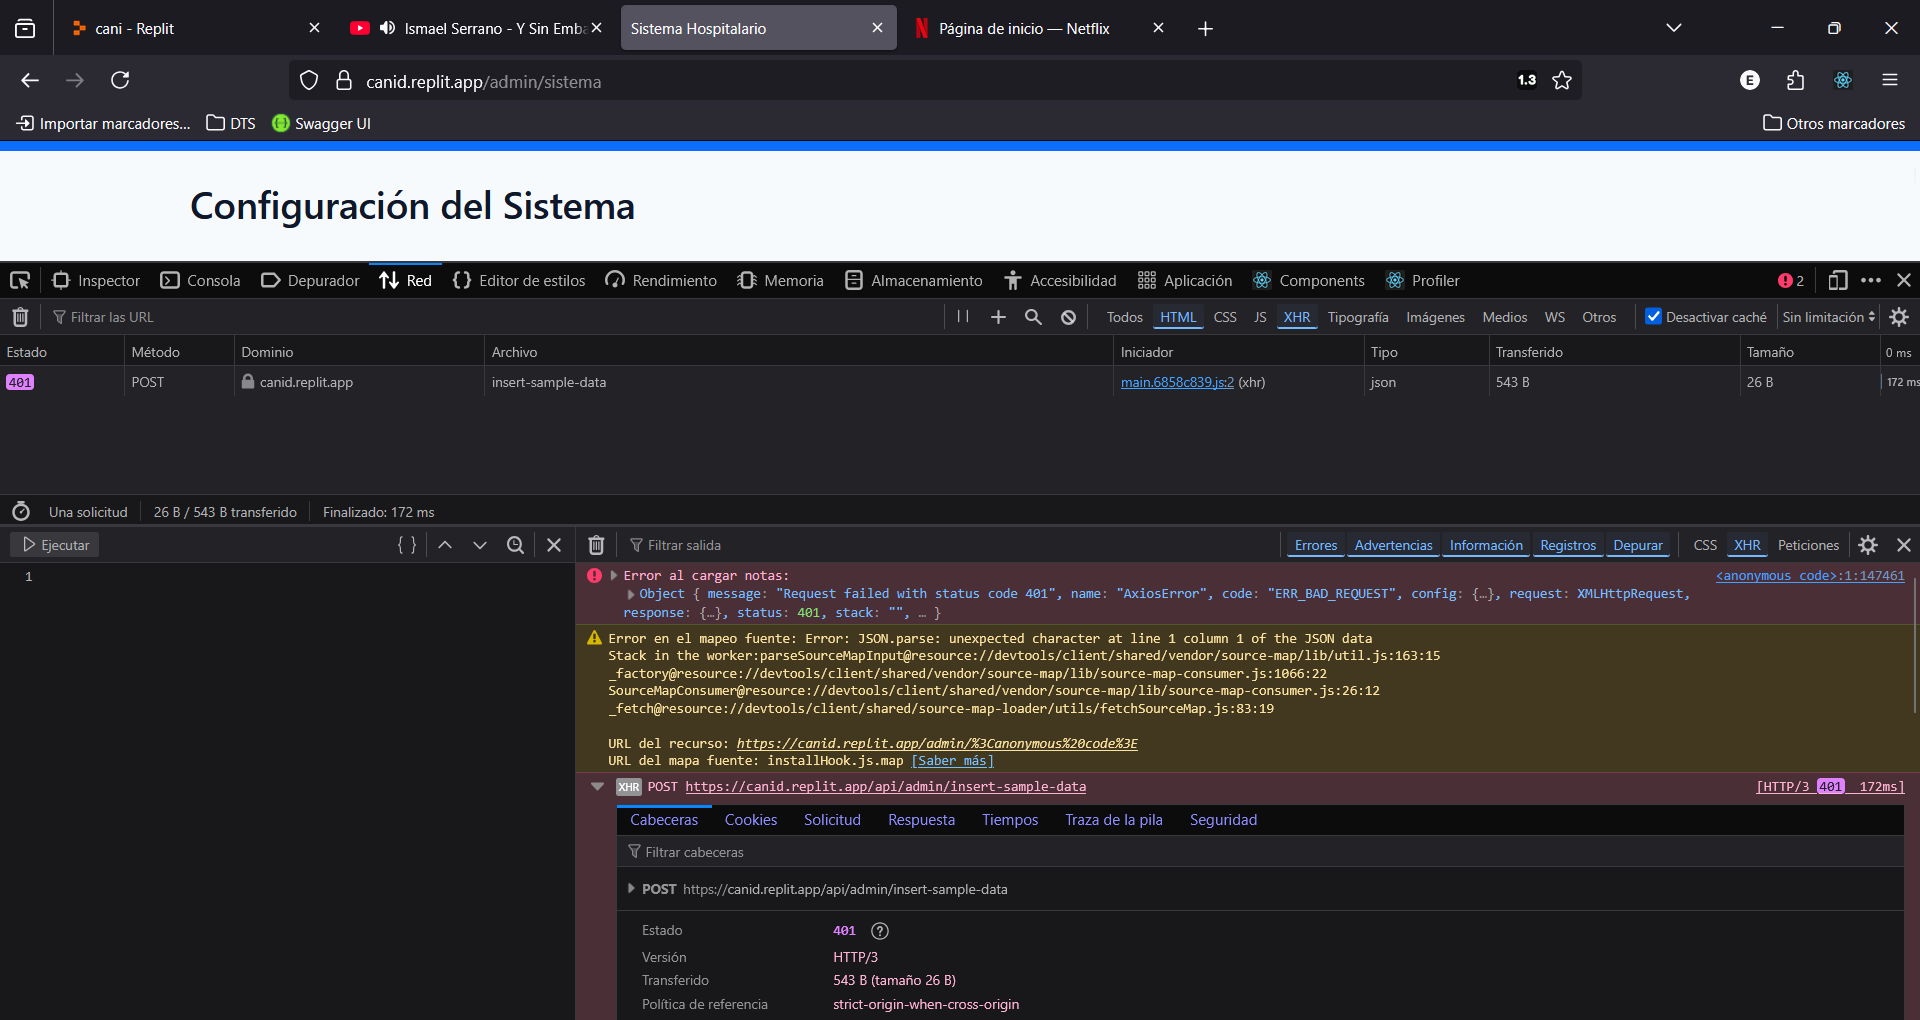 cani - Replit
Ismael Serrano - Y Sin Emba
Sistema Hospitalario
Página de inicio — Netflix
canid.replit.app/admin/sistema
1.3
E
Importar marcadores...
DTS
Swagger UI
Otros marcadores
Configuración del Sistema
Inspector Consola Depurador Red Editor de estilos Rendimiento Memoria Almacenamiento Accesibilidad Aplicación Components Profiler 2
Filtrar las URL
Todos HTML CSS JS XHR Tipografía Imágenes Medios WS Otros Desactivar caché Sin limitación
Estado Método Dominio Archivo Iniciador Tipo Transferido Tamaño 0 ms
401 POST canid.replit.app insert-sample-data main.6858c839.js:2 (xhr) json 543 B 26 B 172 ms
Una solicitud 26 B / 543 B transferido Finalizado: 172 ms
Ejecutar
Filtrar salida
Errores Advertencias Información Registros Depurar CSS XHR Peticiones
1
Error al cargar notas: <anonymous code>:1:147461
Object { message: "Request failed with status code 401", name: "AxiosError", code: "ERR_BAD_REQUEST", config: {…}, request: XMLHttpRequest,
response: {…}, status: 401, stack: "", … }
Error en el mapeo fuente: Error: JSON.parse: unexpected character at line 1 column 1 of the JSON data
Stack in the worker:parseSourceMapInput@resource://devtools/client/shared/vendor/source-map/lib/util.js:163:15
_factory@resource://devtools/client/shared/vendor/source-map/lib/source-map-consumer.js:1066:22
SourceMapConsumer@resource://devtools/client/shared/vendor/source-map/lib/source-map-consumer.js:26:12
_fetch@resource://devtools/client/shared/source-map-loader/utils/fetchSourceMap.js:83:19
URL del recurso: https://canid.replit.app/admin/%3Canonymous%20code%3E
URL del mapa fuente: installHook.js.map [Saber más]
XHR POST https://canid.replit.app/api/admin/insert-sample-data [HTTP/3 401 172ms]
Cabeceras Cookies Solicitud Respuesta Tiempos Traza de la pila Seguridad
Filtrar cabeceras
POST https://canid.replit.app/api/admin/insert-sample-data
Estado 401 ?
Versión HTTP/3
Transferido 543 B (tamaño 26 B)
Política de referencia strict-origin-when-cross-origin